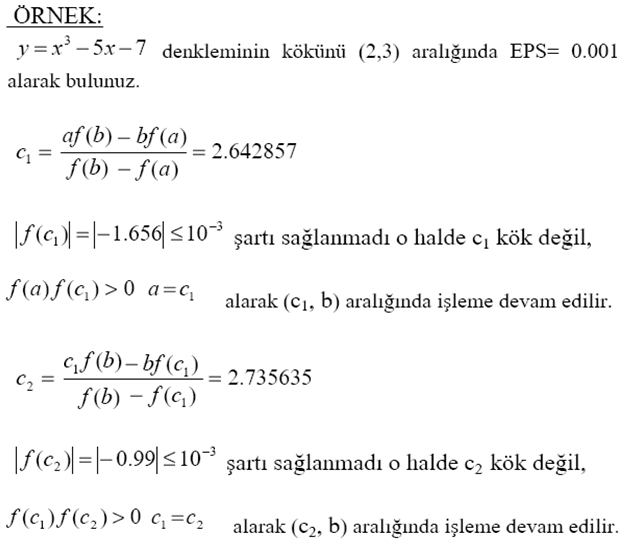 ÖRNEK:
y = x³ − 5x − 7 denkleminin kökünü (2,3) aralığında EPS= 0.001
alarak bulunuz.
c₁ = (af(b) − bf(a)) / (f(b) − f(a)) = 2.642857
|f(c₁)| = |−1.656| ≤ 10⁻³ şartı sağlanmadı o halde c₁ kök değil,
f(a)f(c₁) > 0 a = c₁ alarak (c₁, b) aralığında işleme devam edilir.
c₂ = (c₁f(b) − bf(c₁)) / (f(b) − f(c₁)) = 2.735635
|f(c₂)| = |−0.99| ≤ 10⁻³ şartı sağlanmadı o halde c₂ kök değil,
f(c₁)f(c₂) > 0 c₁ = c₂ alarak (c₂, b) aralığında işleme devam edilir.